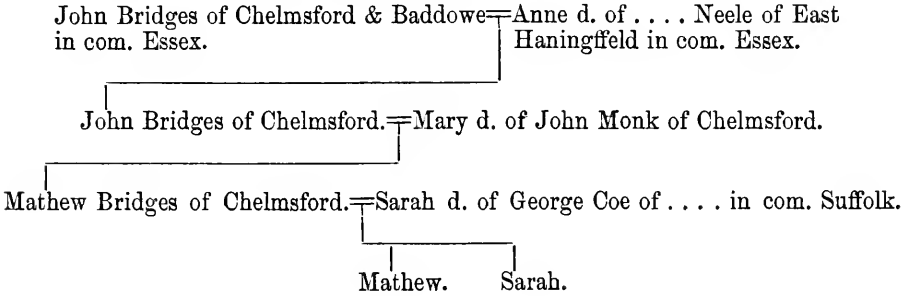 John Bridges of Chelmsford & Baddowe=Anne d. of . . . . Neele of East
in com. Essex. Haningffeld in com. Essex.
John Bridges of Chelmsford.=Mary d. of John Monk of Chelmsford.
Mathew Bridges of Chelmsford.=Sarah d. of George Coe of . . . . in com. Suffolk.
Mathew. Sarah.